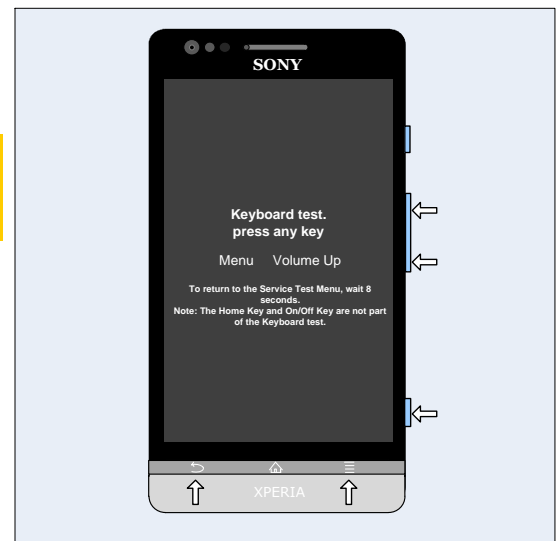 SONY
Keyboard test.
press any key
Menu Volume Up
To return to the Service Test Menu, wait 8
seconds.
Note: The Home Key and On/Off Key are not part
of the Keyboard test.
XPERIA